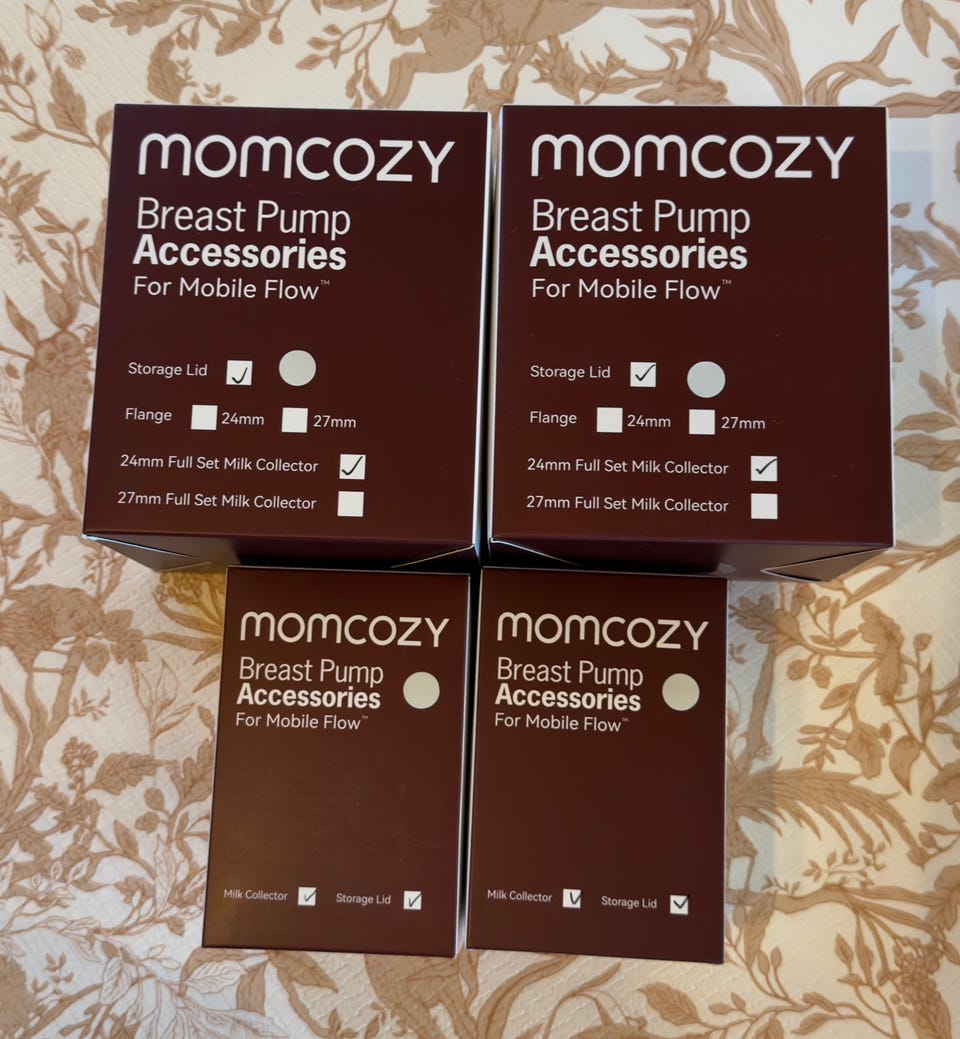 momcozy
Breast Pump
Accessories
For Mobile Flow™
Storage Lid
Flange 24mm 27mm
24mm Full Set Milk Collector
27mm Full Set Milk Collector
momcozy
Breast Pump
Accessories
For Mobile Flow™
Storage Lid
Flange 24mm 27mm
24mm Full Set Milk Collector
27mm Full Set Milk Collector
momcozy
Breast Pump
Accessories
For Mobile Flow™
Milk Collector Storage Lid
momcozy
Breast Pump
Accessories
For Mobile Flow™
Milk Collector Storage Lid